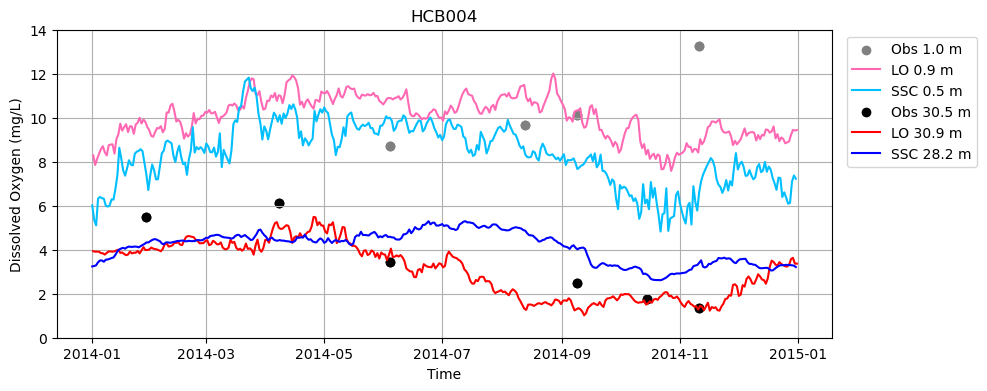 HCB004
Dissolved Oxygen (mg/L)
14
12
10
8
6
4
2
0
2014-01
2014-03
2014-05
2014-07
2014-09
2014-11
2015-01
Time
Obs 1.0 m
LO 0.9 m
SSC 0.5 m
Obs 30.5 m
LO 30.9 m
SSC 28.2 m